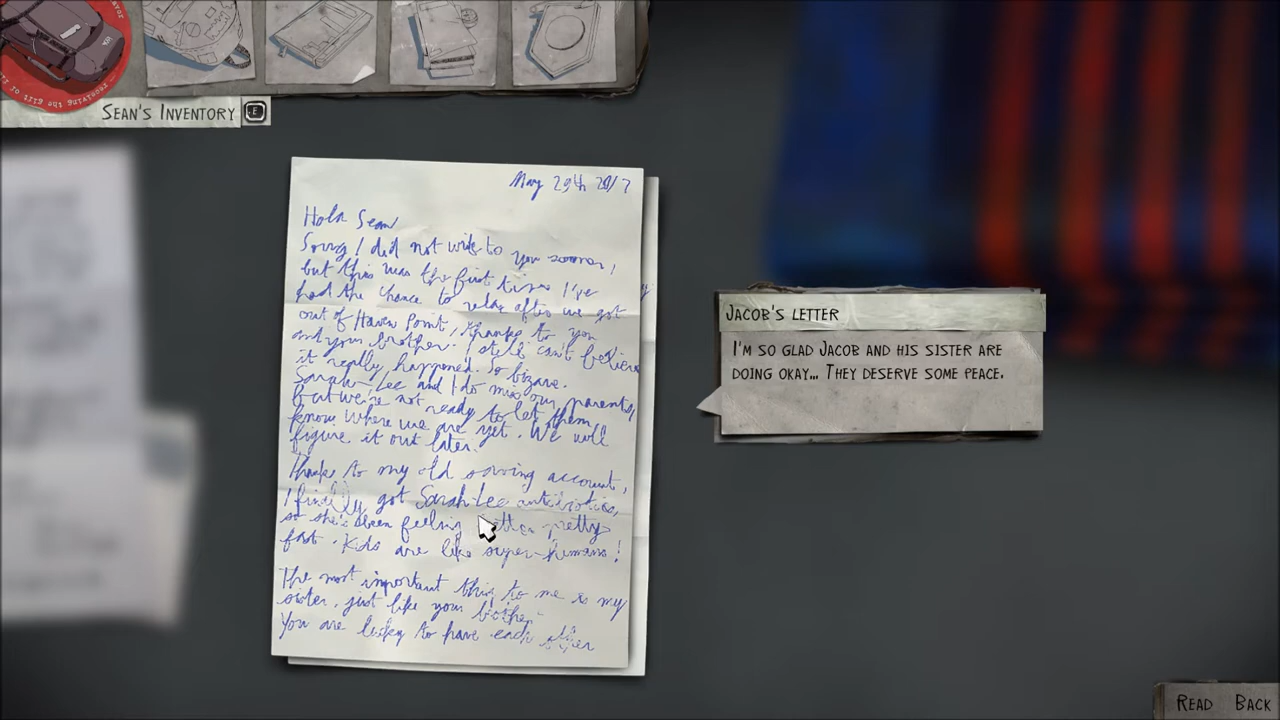 SEAN'S INVENTORY
E
May 29th 2017
Hola Sean
Sorry I did not write to you sooner,
but this was the first time I've
had the chance to relax after we got
out of Haven Point, thanks to you
and your brother. I still can't believe
it really happened. So bizare.
Sarah Lee and I do miss our parents,
but we're not ready to let them
know where we are yet. We will
figure it out later.
Thanks to my old saving account,
I finally got Sarah Lee antibiotics,
so she's been feeling pretty
fast. Kids are like super-humans!
The most important thing to me is my
sister, just like your brother.
You are lucky to have each other
JACOB'S LETTER
I'M SO GLAD JACOB AND HIS SISTER ARE
DOING OKAY... THEY DESERVE SOME PEACE.
READ BACK